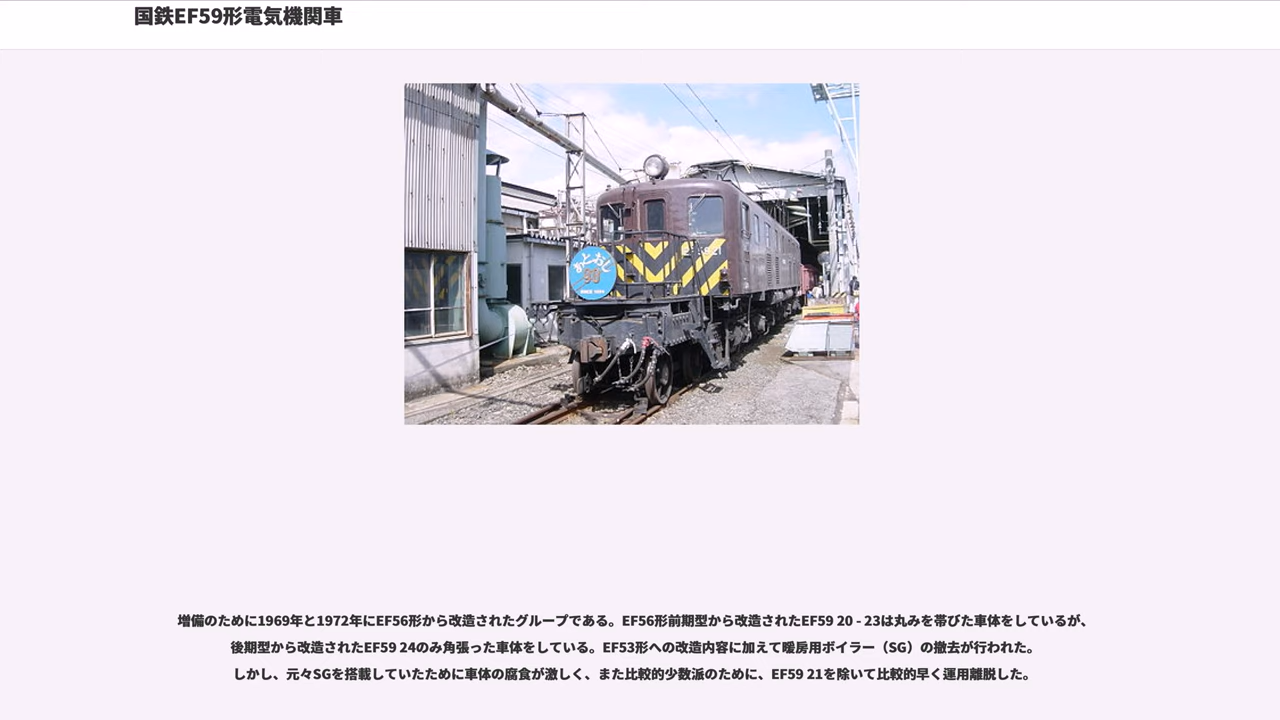 国鉄EF59形電気機関車
あとおし
90
増備のために1969年と1972年にEF56形から改造されたグループである。EF56形前期型から改造されたEF59 20 - 23は丸みを帯びた車体をしているが、
後期型から改造されたEF59 24のみ角張った車体をしている。EF53形への改造内容に加えて暖房用ボイラー（SG）の撤去が行われた。
しかし、元々SGを搭載していたために車体の腐食が激しく、また比較的少数派のために、EF59 21を除いて比較的早く運用離脱した。